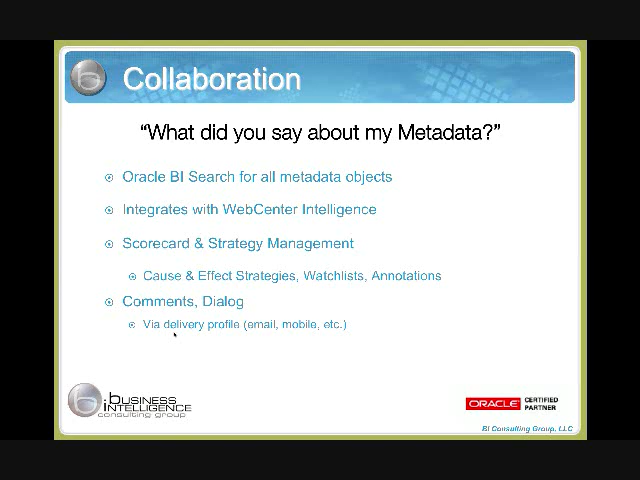 Collaboration
“What did you say about my Metadata?”
Oracle BI Search for all metadata objects
Integrates with WebCenter Intelligence
Scorecard & Strategy Management
Cause & Effect Strategies, Watchlists, Annotations
Comments, Dialog
Via delivery profile (email, mobile, etc.)
BUSINESS
INTELLIGENCE
consulting group
ORACLE CERTIFIED
PARTNER
BI Consulting Group, LLC